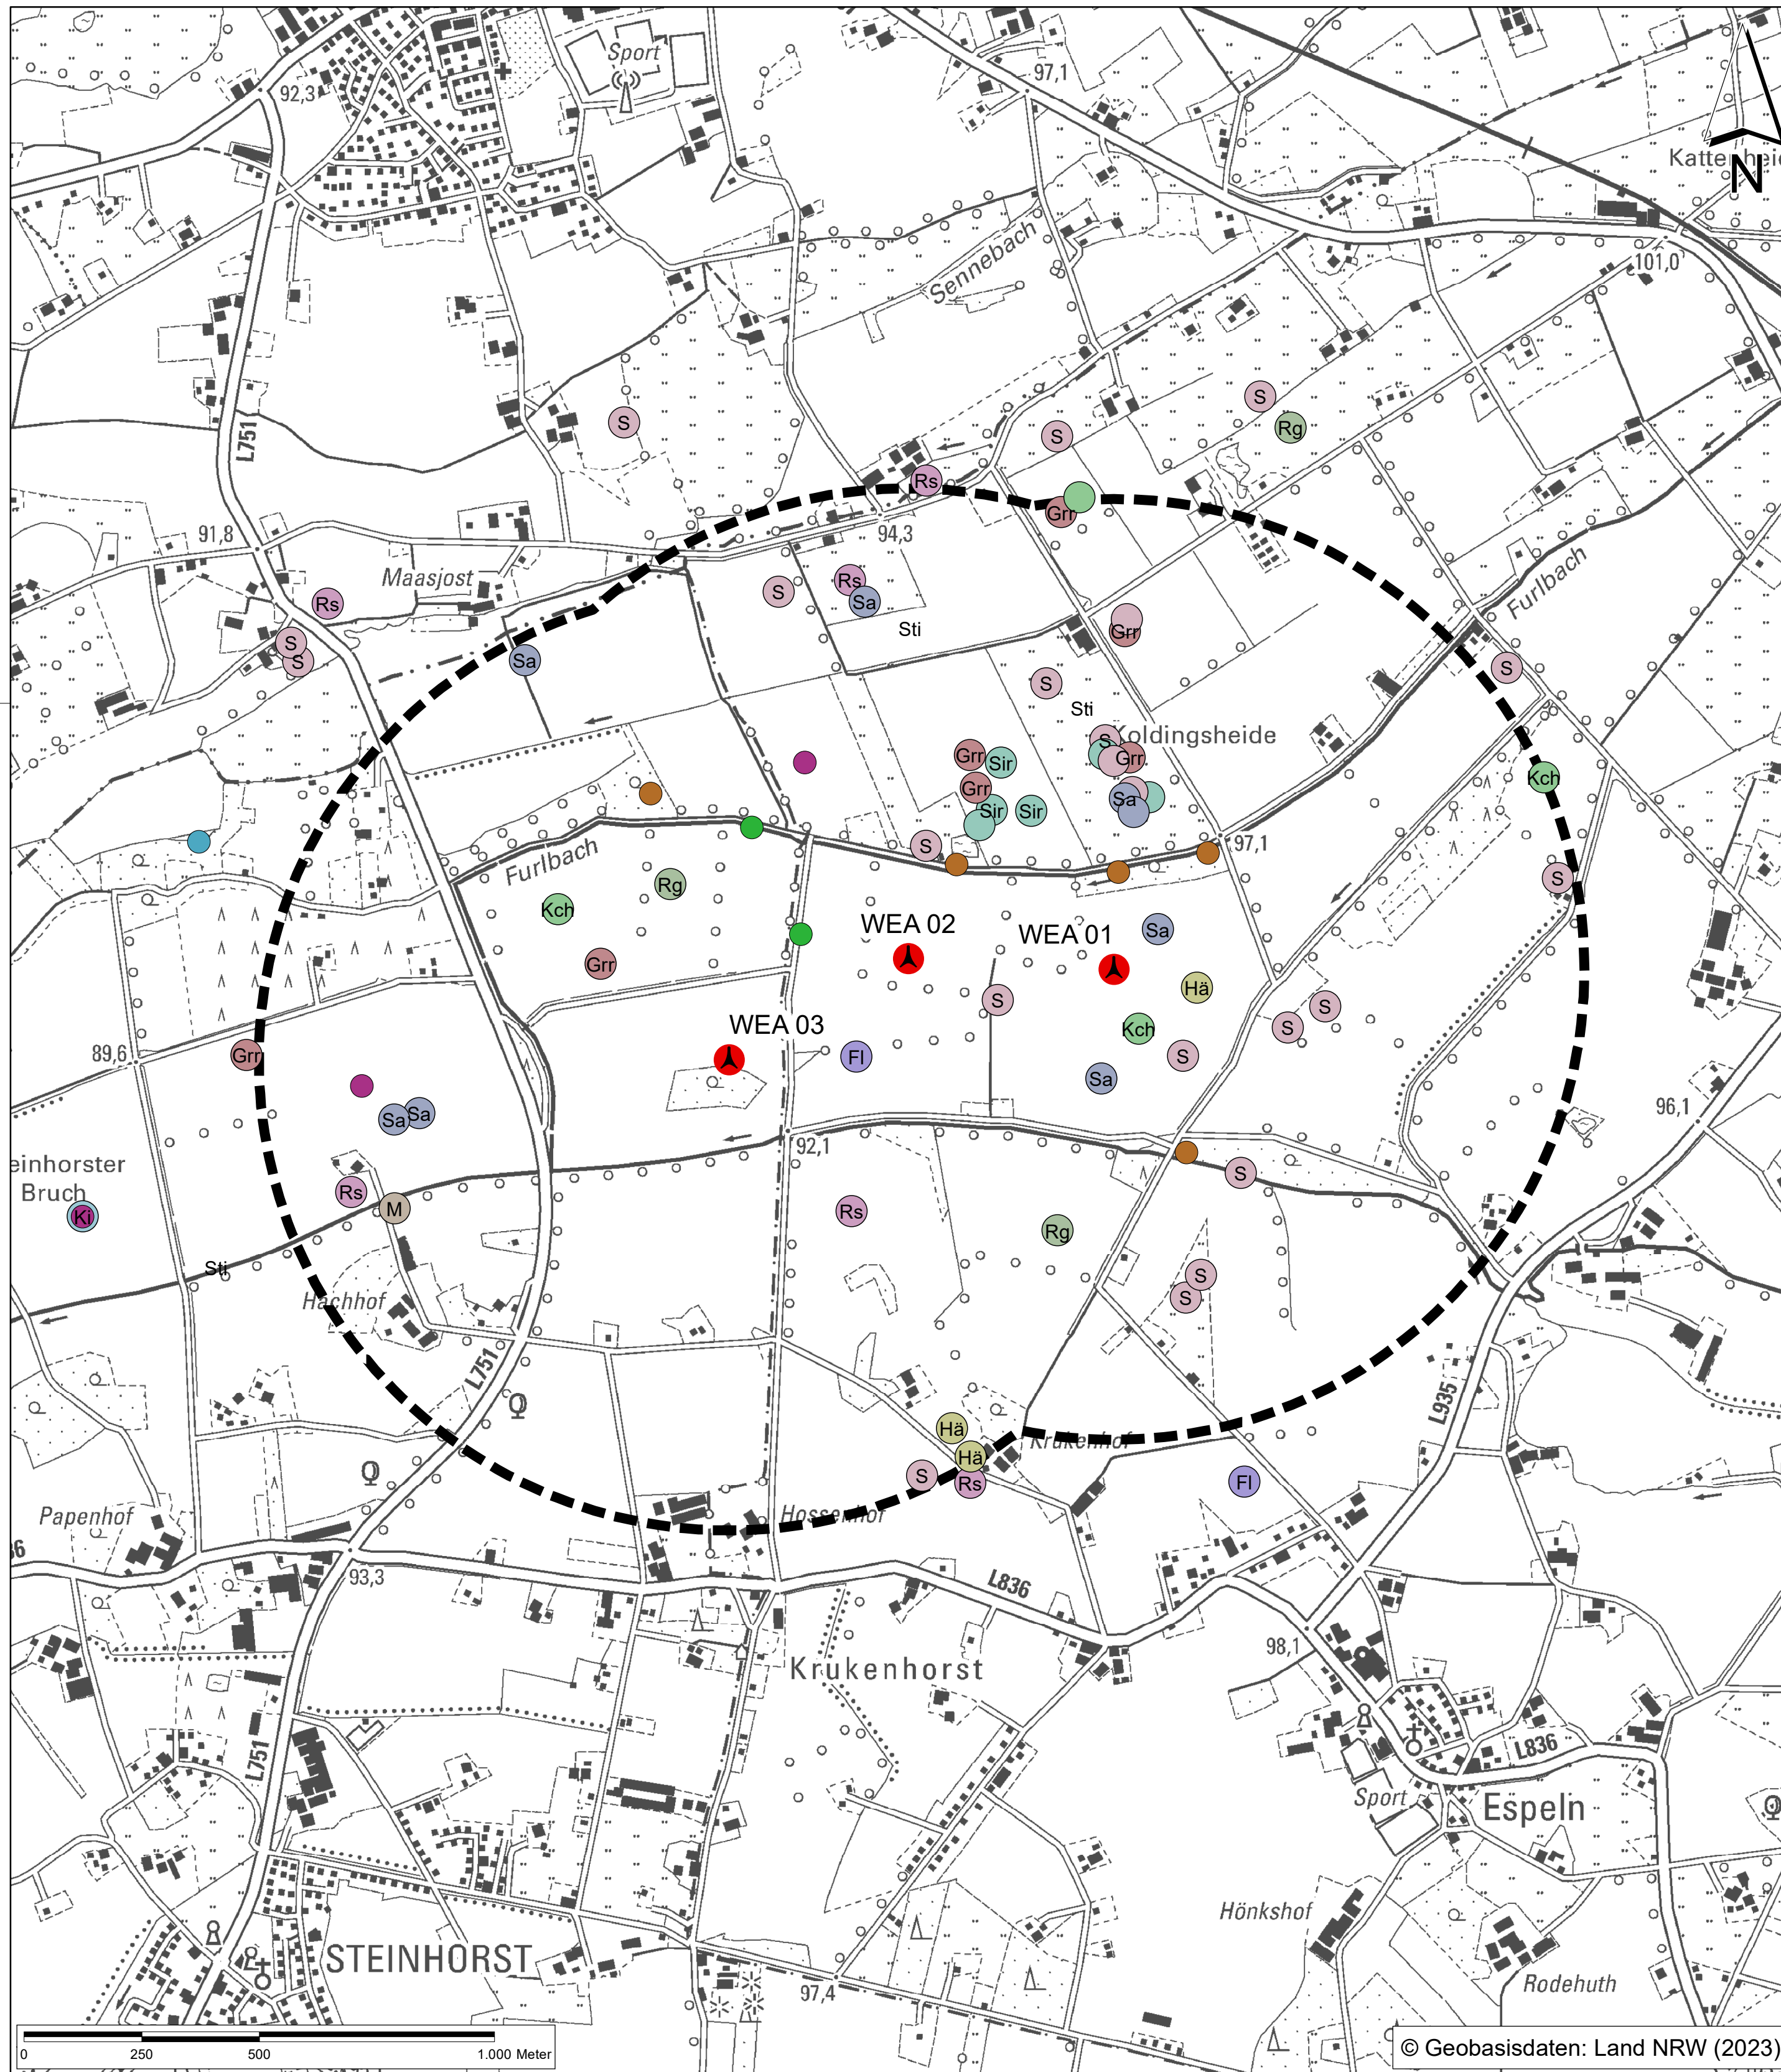 Sport
97,1
92,3
Kattenhei
N
Sennebach
101,0
L751
S
S
Rg
S
Rs
Grr
91,8
94,3
Maasjost
Furlbach
Rs
S
Rs
Sa
Sti
Grr
S
S
Sa
S
S
Sti
Koldingsheide
S
Grr
Grr
Sir
Kch
Grr
Sir
Sir
Sa
S
97,1
Furlbach
Rg
S
Kch
WEA 02
WEA 01
Sa
Grr
Hä
S
S
WEA 03
Kch
S
89,6
Grr
Fl
S
Sa
96,1
Sa
Sa
92,1
einhorster
Bruch
S
Rs
M
Rs
Ki
Rg
Sti
S
S
Hachhof
L751
L935
Hä
Krukenhof
Hä
S
Rs
Fl
Papenhof
Hossenhof
36
93,3
L836
98,1
Krukenhorst
L751
L836
Sport
Espeln
Hönkshof
STEINHORST
97,4
Rodehuth
0 250 500 1.000 Meter
© Geobasisdaten: Land NRW (2023)